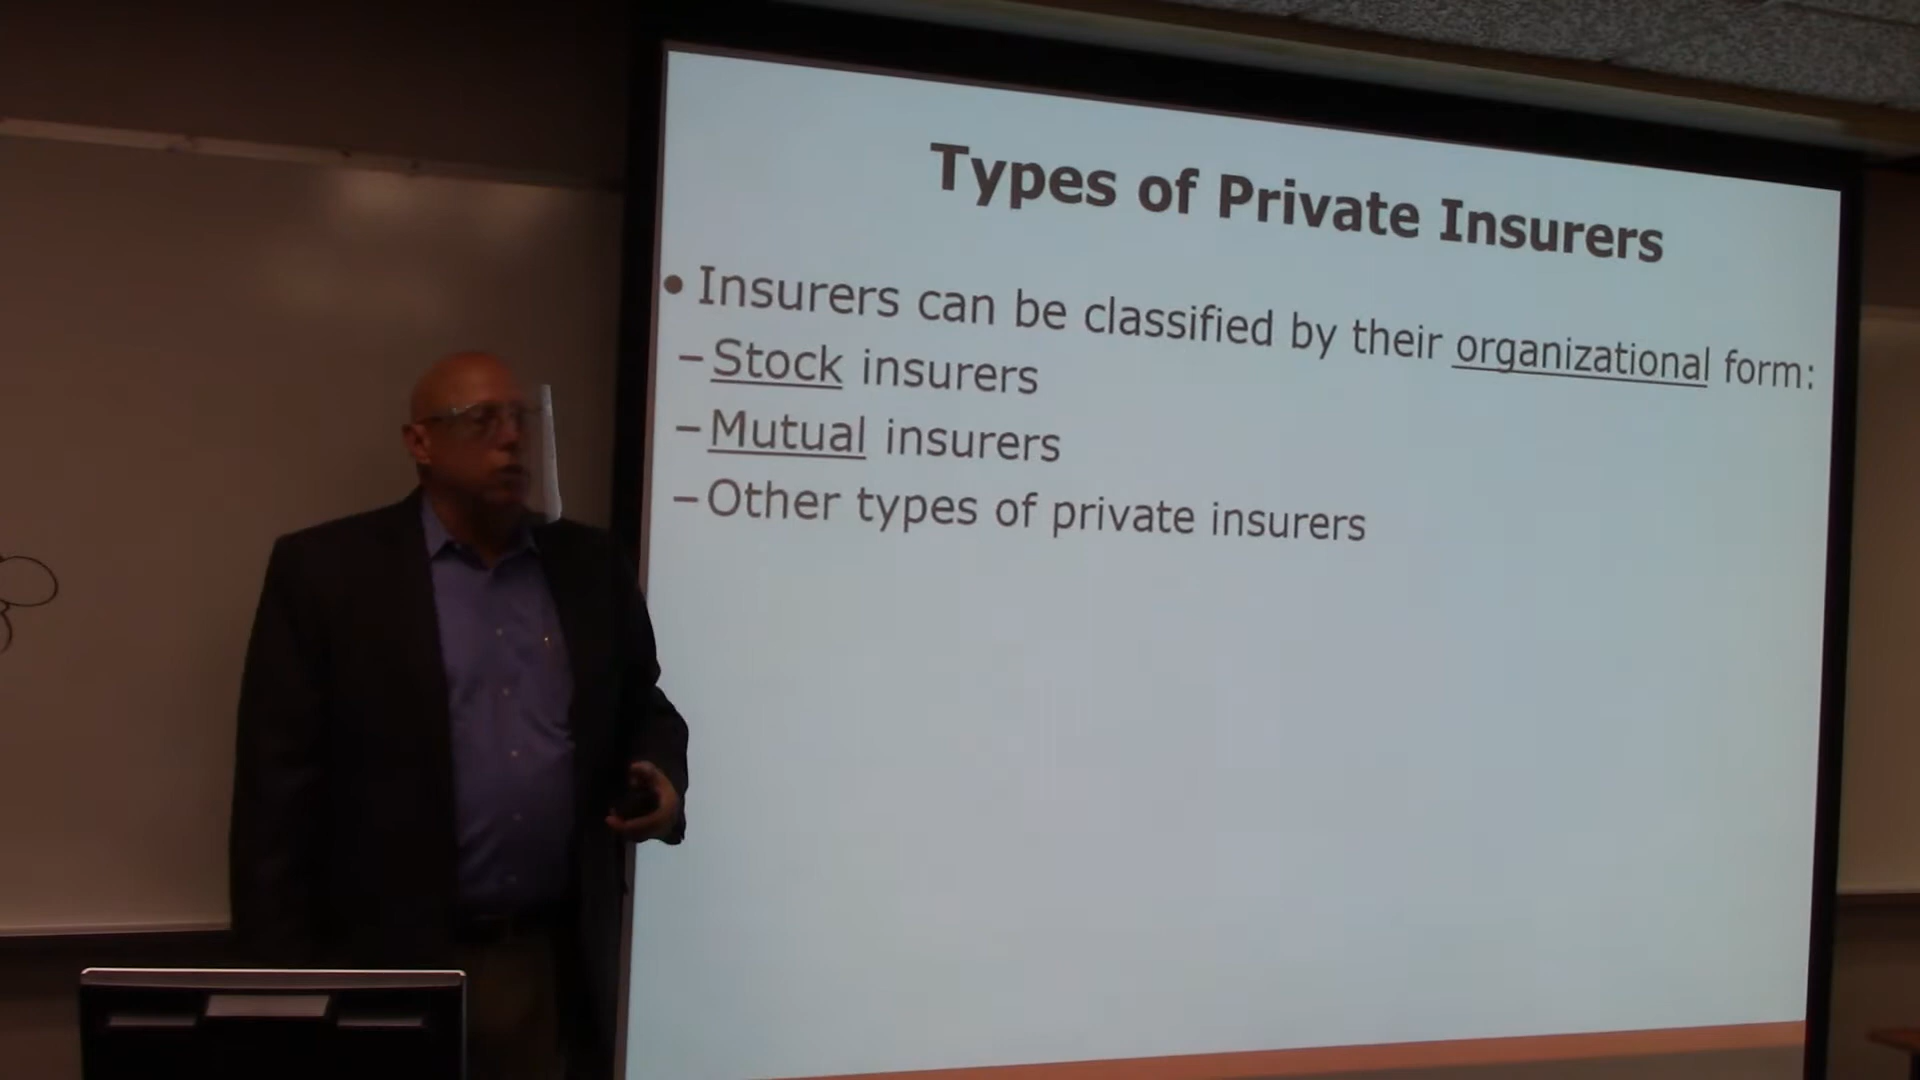 Types of Private Insurers
• Insurers can be classified by their organizational form:
– Stock insurers
– Mutual insurers
– Other types of private insurers